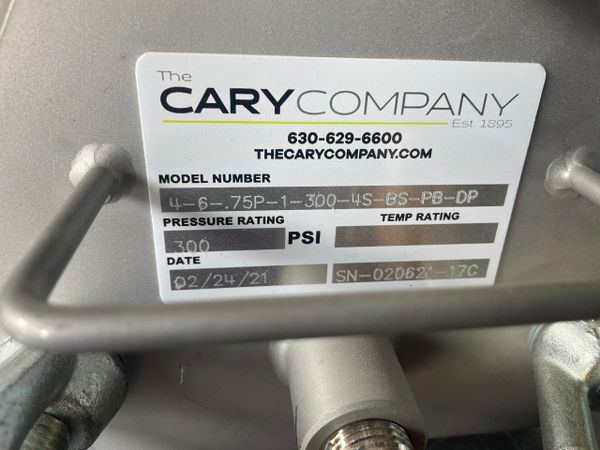 The
CARYCOMPANY
Est. 1895
630-629-6600
THECARYCOMPANY.COM
MODEL NUMBER
4-6-.75P-1-300-4S-BS-PB-DP
PRESSURE RATING TEMP RATING
300 PSI
DATE
02/24/21 SN-020621-17C